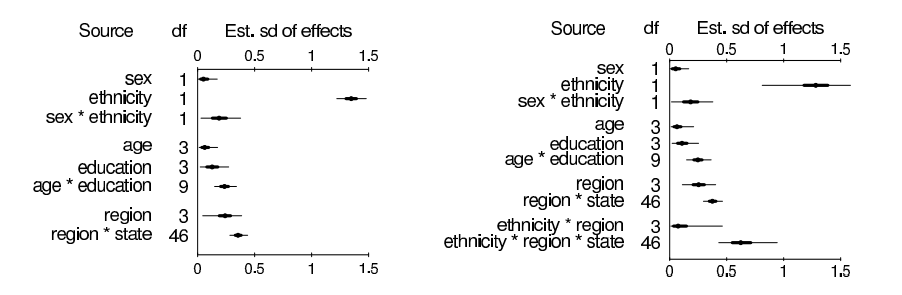 Source df Est. sd of effects
0 0.5 1 1.5
sex 1
ethnicity 1
sex * ethnicity 1
age 3
education 3
age * education 9
region 3
region * state 46
0 0.5 1 1.5
Source df Est. sd of effects
0 0.5 1 1.5
sex 1
ethnicity 1
sex * ethnicity 1
age 3
education 3
age * education 9
region 3
region * state 46
ethnicity * region 3
ethnicity * region * state 46
0 0.5 1 1.5